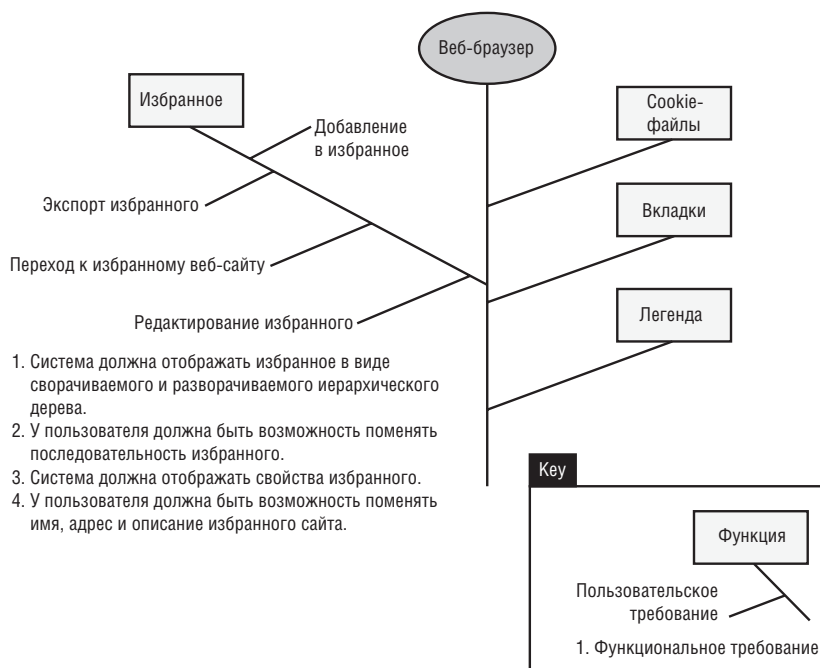 Веб-браузер
Избранное
Cookie-
файлы
Добавление
в избранное
Экспорт избранного
Вкладки
Переход к избранному веб-сайту
Редактирование избранного
Легенда
1. Система должна отображать избранное в виде
сворачиваемого и разворачиваемого иерархического
дерева.
2. У пользователя должна быть возможность поменять
последовательность избранного.
3. Система должна отображать свойства избранного.
4. У пользователя должна быть возможность поменять
имя, адрес и описание избранного сайта.
Key
Функция
Пользовательское
требование
1. Функциональное требование